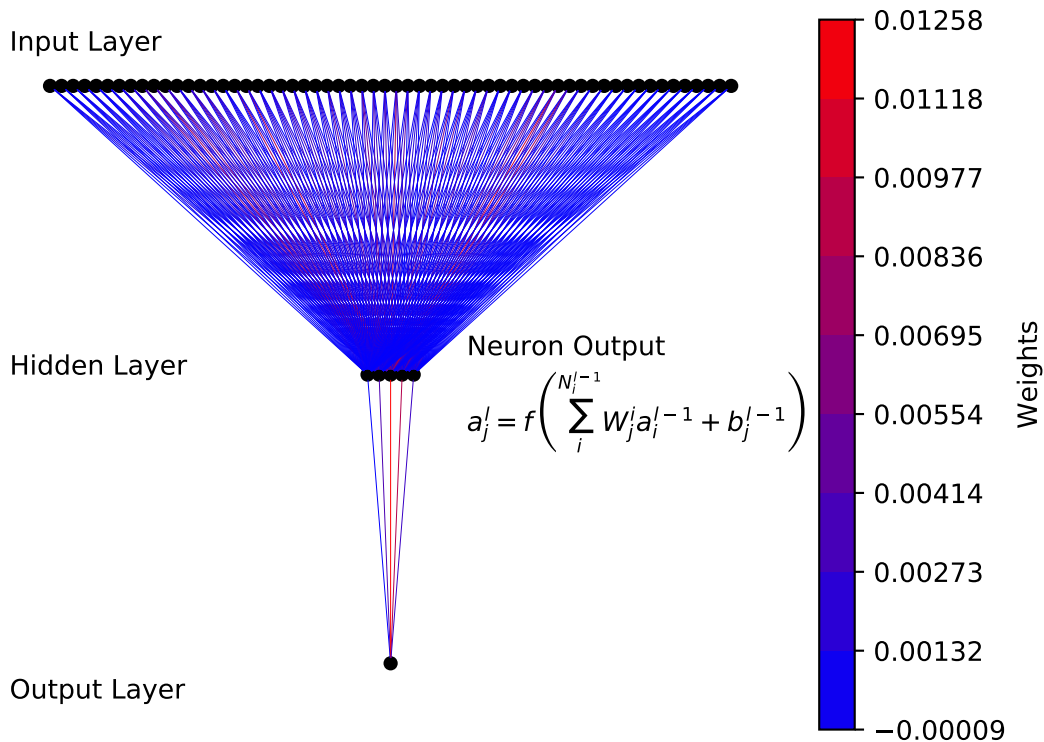 Input Layer
Hidden Layer
Neuron Output
a_j^l = f(∑_i^{N_i^{l−1}} W_j^i a_i^{l−1} + b_j^{l−1})
Output Layer
0.01258
0.01118
0.00977
0.00836
0.00695
0.00554
0.00414
0.00273
0.00132
−0.00009
Weights